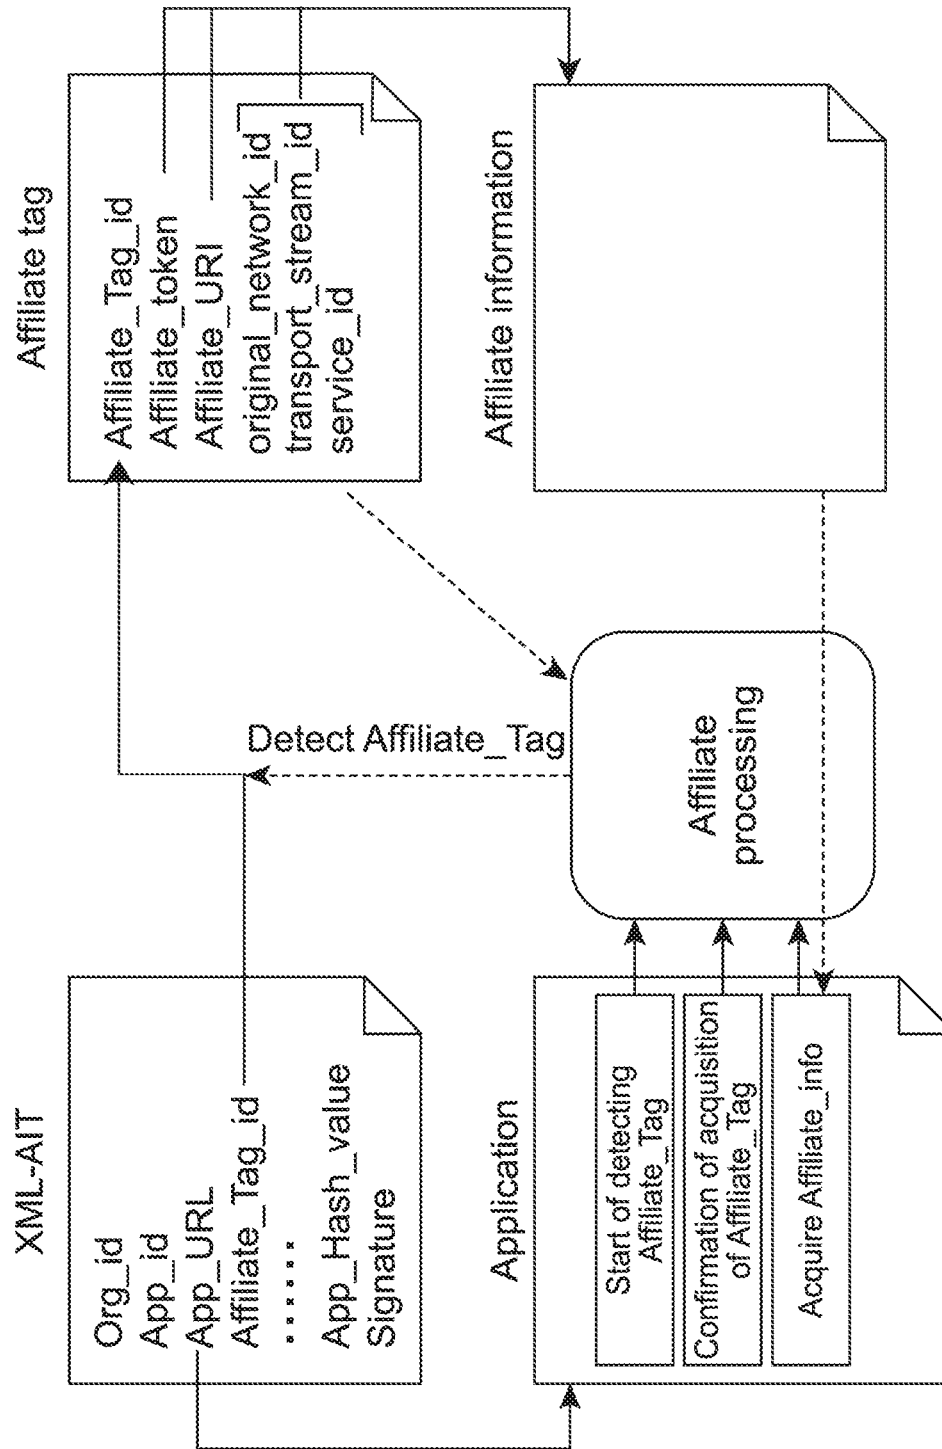 XML-AIT
Org_id
App_id
App_URL
Affiliate_Tag_id
......
App_Hash_value
Signature
Affiliate tag
Affiliate_Tag_id
Affiliate_token
Affiliate_URI
original_network_id
transport_stream_id
service_id
Detect Affiliate_Tag
Application
Start of detecting
Affiliate_Tag
Confirmation of acquisition
of Affiliate_Tag
Acquire Affiliate_info
Affiliate
processing
Affiliate information